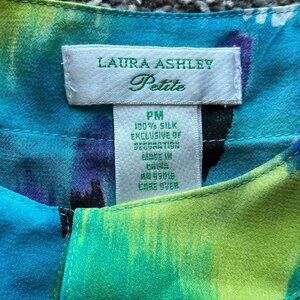 LAURA ASHLEY
Petite
PM
100% SILK
EXCLUSIVE OF
DECORATION
MADE IN
CHINA
CARE OVER